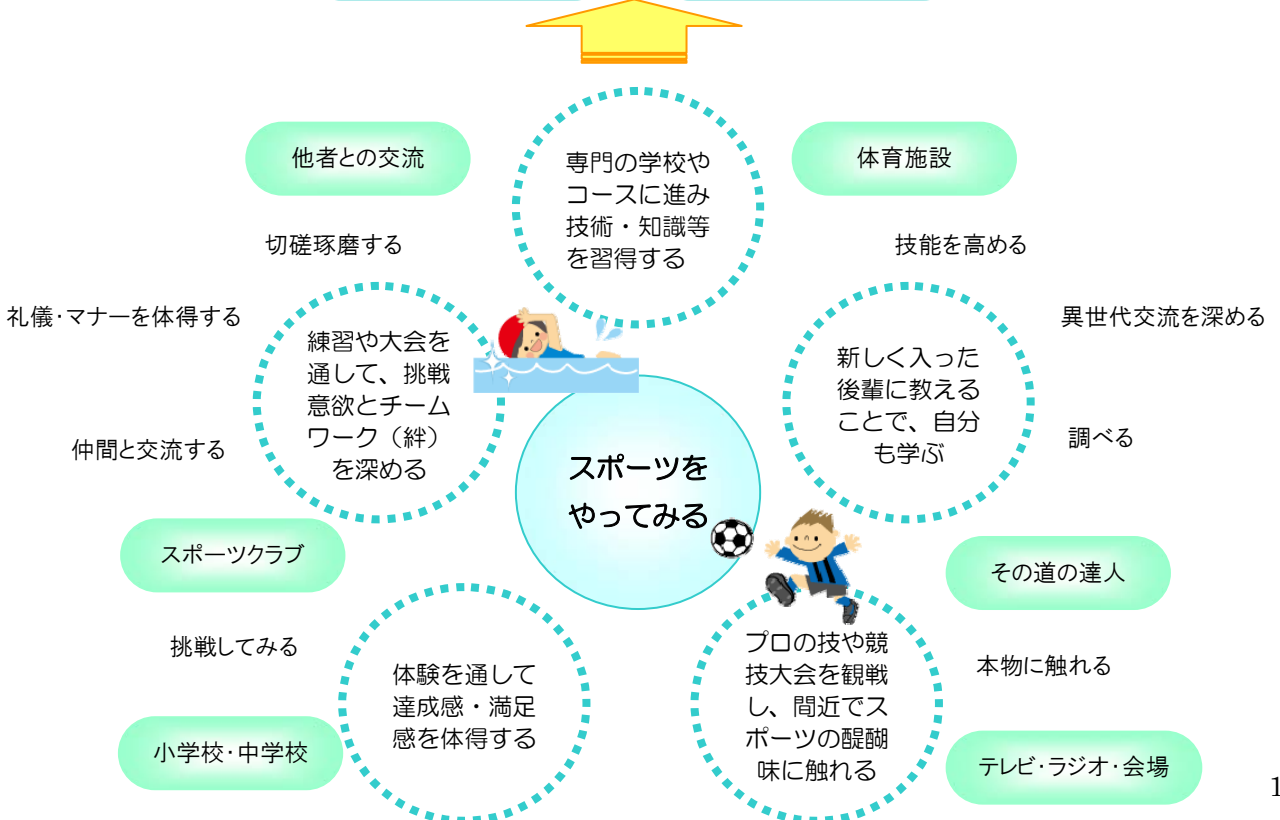 他者との交流
体育施設
専門の学校や
コースに進み
技術・知識等
を習得する
切磋琢磨する
技能を高める
礼儀・マナーを体得する
異世代交流を深める
練習や大会を
通して、挑戦
意欲とチーム
ワーク（絆）
を深める
新しく入った
後輩に教える
ことで、自分
も学ぶ
仲間と交流する
調べる
スポーツを
やってみる
スポーツクラブ
その道の達人
挑戦してみる
本物に触れる
体験を通して
達成感・満足
感を体得する
プロの技や競
技大会を観戦
し、間近でス
ポーツの醍醐
味に触れる
小学校・中学校
テレビ・ラジオ・会場
1